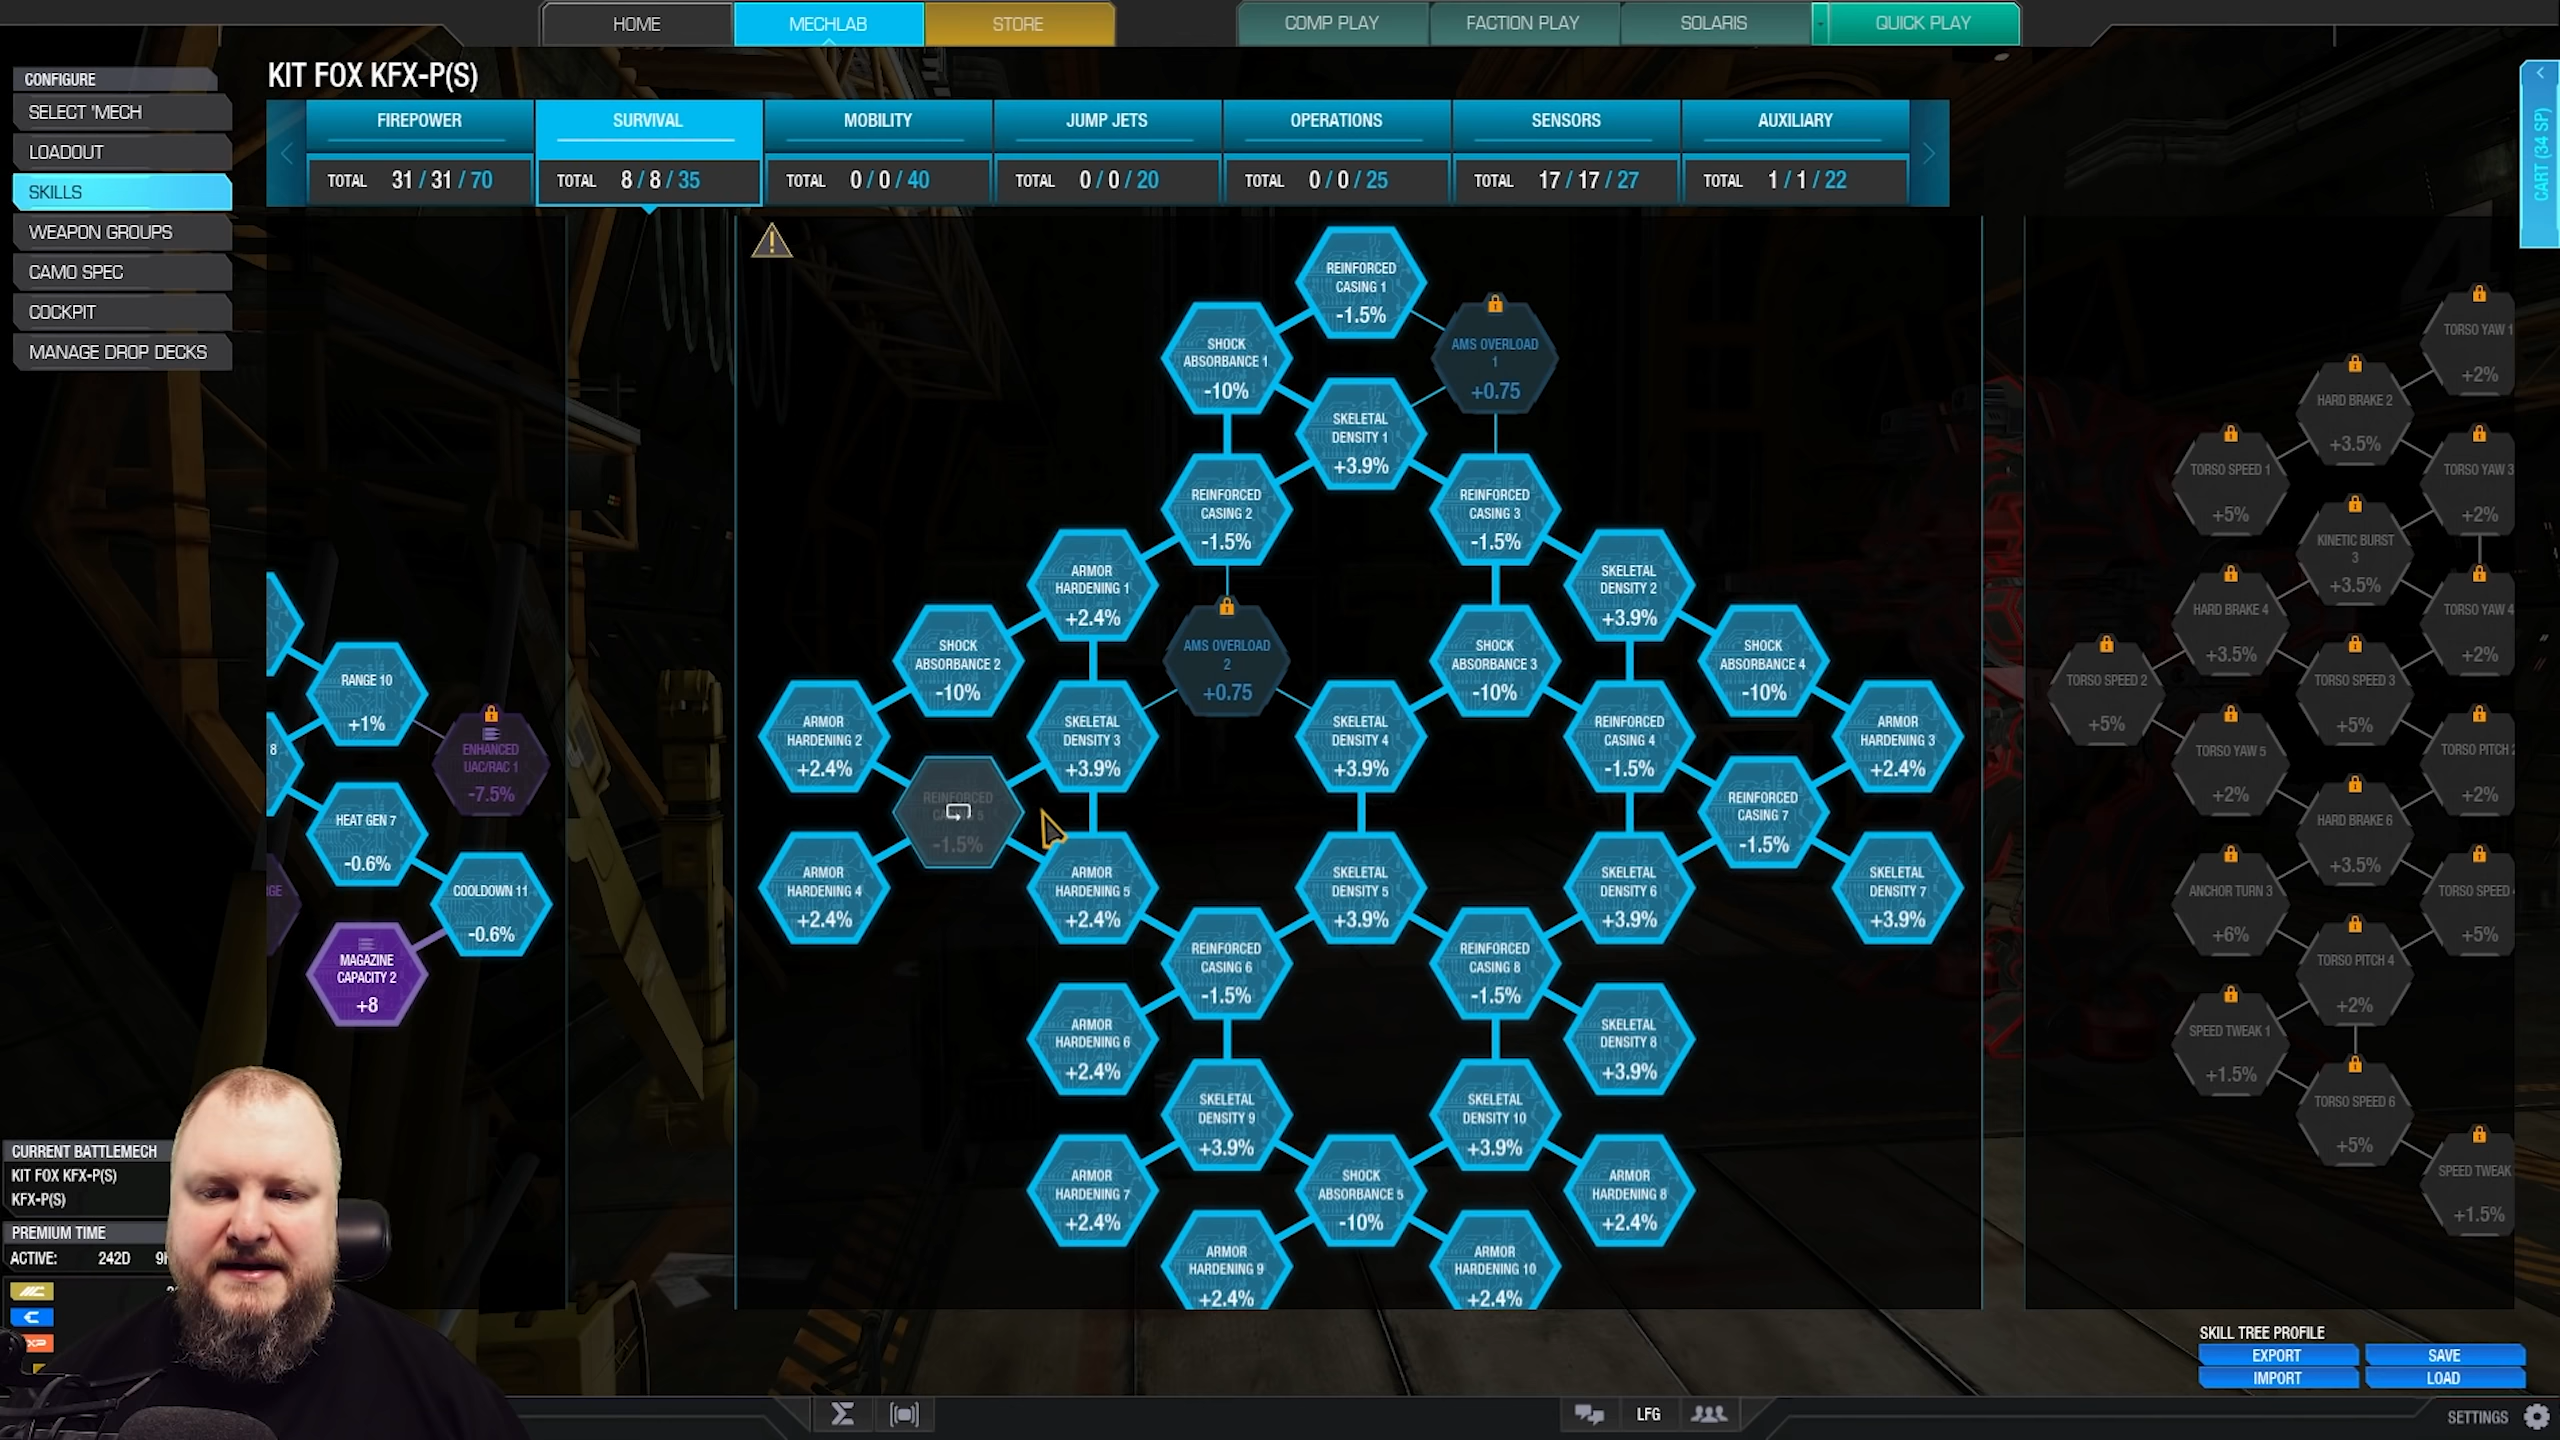 HOME
MECHLAB
STORE
COMP PLAY
FACTION PLAY
SOLARIS
QUICK PLAY
CONFIGURE
SELECT 'MECH
LOADOUT
SKILLS
WEAPON GROUPS
CAMO SPEC
COCKPIT
MANAGE DROP DECKS
KIT FOX KFX-P(S)
FIREPOWER
TOTAL 31 / 31 / 70
SURVIVAL
TOTAL 8 / 8 / 35
MOBILITY
TOTAL 0 / 0 / 40
JUMP JETS
TOTAL 0 / 0 / 20
OPERATIONS
TOTAL 0 / 0 / 25
SENSORS
TOTAL 17 / 17 / 27
AUXILIARY
TOTAL 1 / 1 / 22
CART (34 SP)
8
RANGE 10
+1%
ENHANCED
UAC/RAC 1
-7.5%
HEAT GEN 7
-0.6%
COOLDOWN 11
-0.6%
MAGAZINE
CAPACITY 2
+8
REINFORCED
CASING 1
-1.5%
SHOCK
ABSORBANCE 1
-10%
AMS OVERLOAD
1
+0.75
SKELETAL
DENSITY 1
+3.9%
REINFORCED
CASING 2
-1.5%
REINFORCED
CASING 3
-1.5%
ARMOR
HARDENING 1
+2.4%
SKELETAL
DENSITY 2
+3.9%
SHOCK
ABSORBANCE 2
-10%
AMS OVERLOAD
2
+0.75
SHOCK
ABSORBANCE 3
-10%
SHOCK
ABSORBANCE 4
-10%
ARMOR
HARDENING 2
+2.4%
SKELETAL
DENSITY 3
+3.9%
SKELETAL
DENSITY 4
+3.9%
REINFORCED
CASING 4
-1.5%
ARMOR
HARDENING 3
+2.4%
REINFORCED
-1.5%
REINFORCED
CASING 7
-1.5%
ARMOR
HARDENING 4
+2.4%
ARMOR
HARDENING 5
+2.4%
SKELETAL
DENSITY 5
+3.9%
SKELETAL
DENSITY 6
+3.9%
SKELETAL
DENSITY 7
+3.9%
REINFORCED
CASING 6
-1.5%
REINFORCED
CASING 8
-1.5%
ARMOR
HARDENING 6
+2.4%
SKELETAL
DENSITY 8
+3.9%
SKELETAL
DENSITY 9
+3.9%
SKELETAL
DENSITY 10
+3.9%
ARMOR
HARDENING 7
+2.4%
SHOCK
ABSORBANCE 5
-10%
ARMOR
HARDENING 8
+2.4%
ARMOR
HARDENING 9
+2.4%
ARMOR
HARDENING 10
+2.4%
TORSO YAW 1
+2%
HARD BRAKE 2
+3.5%
TORSO SPEED 1
+5%
TORSO YAW 3
+2%
KINETIC BURST
3
+3.5%
HARD BRAKE 4
+3.5%
TORSO YAW 4
+2%
TORSO SPEED 2
+5%
TORSO SPEED 3
+5%
TORSO YAW 5
+2%
TORSO PITCH 2
+2%
HARD BRAKE 6
+3.5%
ANCHOR TURN 3
+6%
TORSO SPEED
+5%
TORSO PITCH 4
+2%
SPEED TWEAK 1
+1.5%
TORSO SPEED 6
+5%
SPEED TWEAK
+1.5%
CURRENT BATTLEMECH
KIT FOX KFX-P(S)
KFX-P(S)
PREMIUM TIME
ACTIVE: 242D
SKILL TREE PROFILE
EXPORT
SAVE
IMPORT
LOAD
LFG
SETTINGS